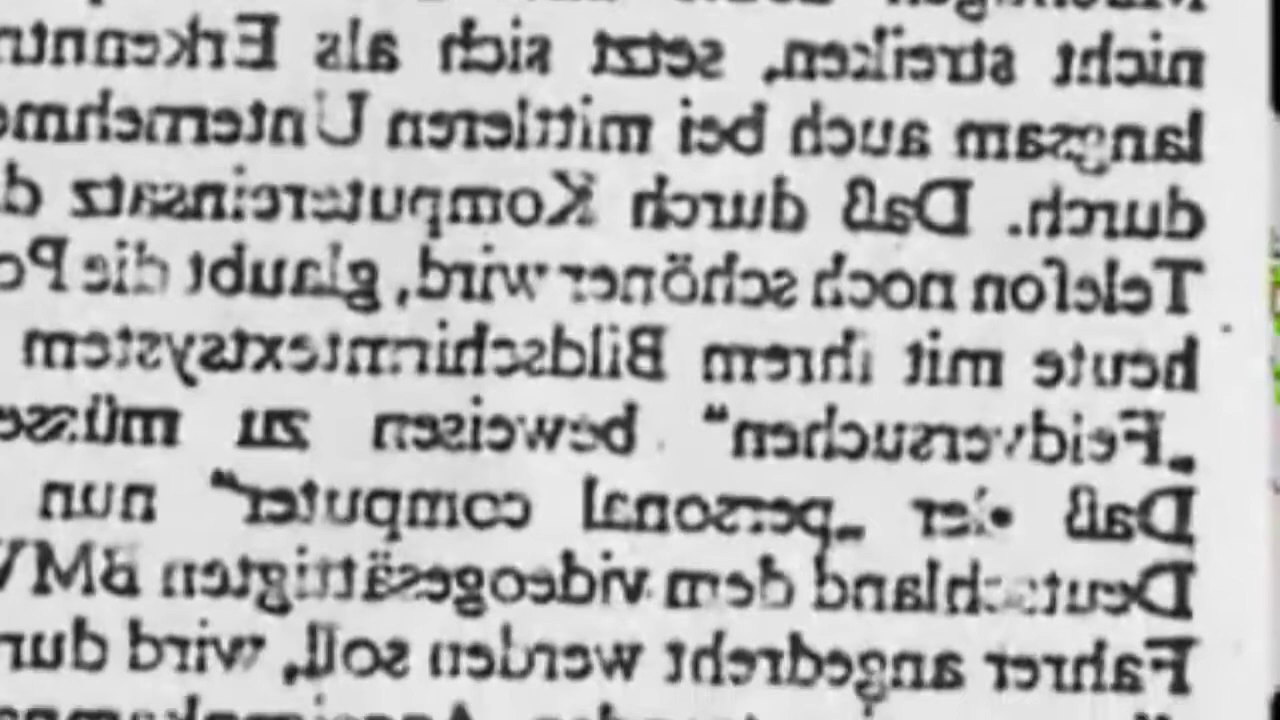 nicht streiken, setzt sich als Erkenntn
langsam auch bei mittleren Unternehme
durch. Daß durch Komputereinsatz d
Telefon noch schöner wird, glaubt die Po
heute mit ihrem Bildschirmtextsystem
„Feldversuchen“ beweisen zu müsse
Daß der „personal computer“ nun
Deutschland dem videogesättigten BMW
Fahrer angedreht werden soll, wird dur